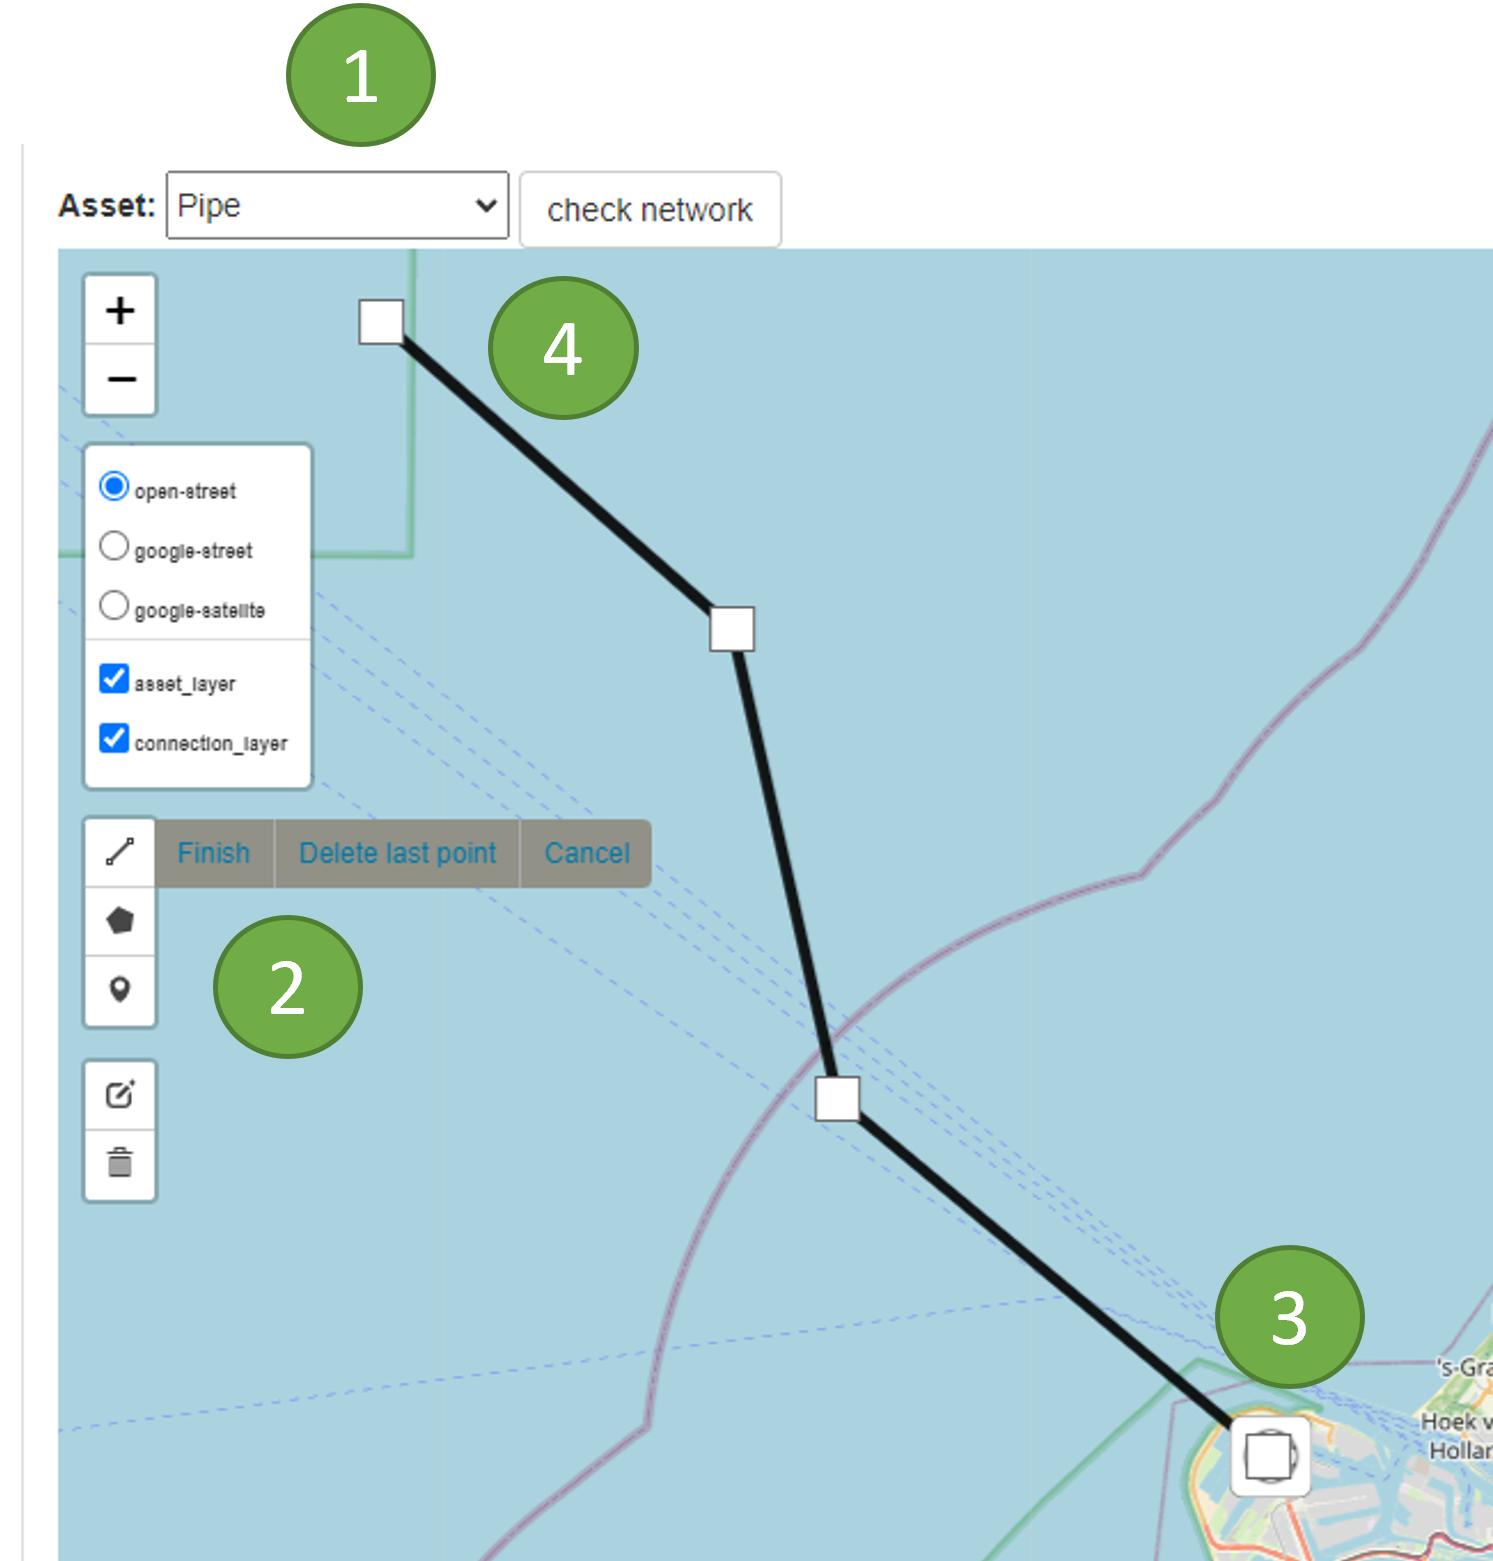 1
Asset: Pipe check network
+
4
−
open-street
google-street
google-satellite
asset_layer
connection_layer
Finish Delete last point Cancel
2
3
's-Gra
Hoek v
Hollar